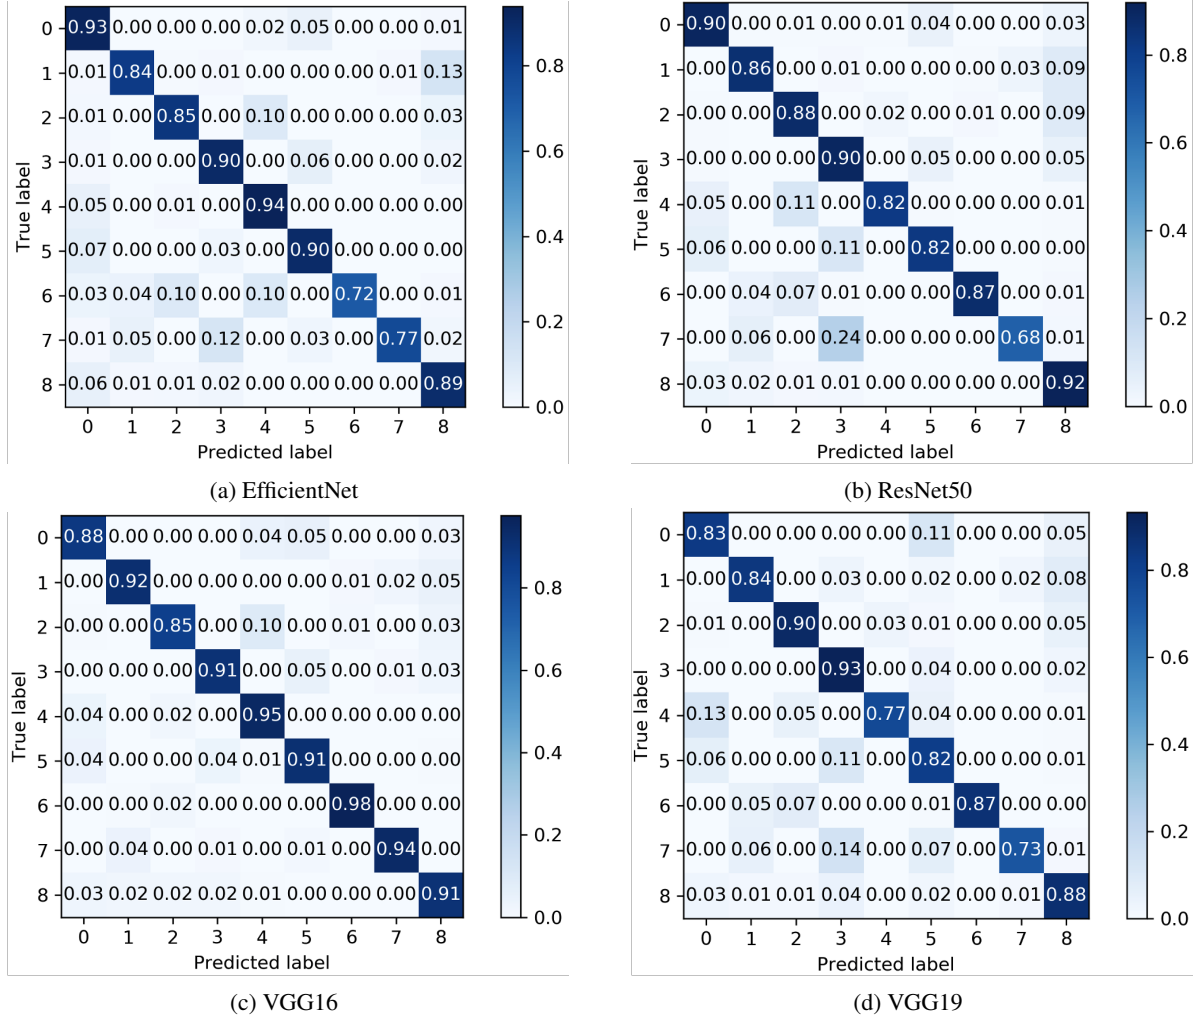 0 0.93 0.00 0.00 0.00 0.02 0.05 0.00 0.00 0.01
1 0.01 0.84 0.00 0.01 0.00 0.00 0.00 0.01 0.13
2 0.01 0.00 0.85 0.00 0.10 0.00 0.00 0.00 0.03
3 0.01 0.00 0.00 0.90 0.00 0.06 0.00 0.00 0.02
4 0.05 0.00 0.01 0.00 0.94 0.00 0.00 0.00 0.00
5 0.07 0.00 0.00 0.03 0.00 0.90 0.00 0.00 0.00
6 0.03 0.04 0.10 0.00 0.10 0.00 0.72 0.00 0.01
7 0.01 0.05 0.00 0.12 0.00 0.03 0.00 0.77 0.02
8 0.06 0.01 0.01 0.02 0.00 0.00 0.00 0.00 0.89
0 1 2 3 4 5 6 7 8
Predicted label
True label
0.8
0.6
0.4
0.2
0.0
(a) EfficientNet
0 0.90 0.00 0.01 0.00 0.01 0.04 0.00 0.00 0.03
1 0.00 0.86 0.00 0.01 0.00 0.00 0.00 0.03 0.09
2 0.00 0.00 0.88 0.00 0.02 0.00 0.01 0.00 0.09
3 0.00 0.00 0.00 0.90 0.00 0.05 0.00 0.00 0.05
4 0.05 0.00 0.11 0.00 0.82 0.00 0.00 0.00 0.01
5 0.06 0.00 0.00 0.11 0.00 0.82 0.00 0.00 0.00
6 0.00 0.04 0.07 0.01 0.00 0.00 0.87 0.00 0.01
7 0.00 0.06 0.00 0.24 0.00 0.00 0.00 0.68 0.01
8 0.03 0.02 0.01 0.01 0.00 0.00 0.00 0.00 0.92
0 1 2 3 4 5 6 7 8
Predicted label
True label
0.8
0.6
0.4
0.2
0.0
(b) ResNet50
0 0.88 0.00 0.00 0.00 0.04 0.05 0.00 0.00 0.03
1 0.00 0.92 0.00 0.00 0.00 0.00 0.01 0.02 0.05
2 0.00 0.00 0.85 0.00 0.10 0.00 0.01 0.00 0.03
3 0.00 0.00 0.00 0.91 0.00 0.05 0.00 0.01 0.03
4 0.04 0.00 0.02 0.00 0.95 0.00 0.00 0.00 0.00
5 0.04 0.00 0.00 0.04 0.01 0.91 0.00 0.00 0.00
6 0.00 0.00 0.02 0.00 0.00 0.00 0.98 0.00 0.00
7 0.00 0.04 0.00 0.01 0.00 0.01 0.00 0.94 0.00
8 0.03 0.02 0.02 0.02 0.01 0.00 0.00 0.00 0.91
0 1 2 3 4 5 6 7 8
Predicted label
True label
0.8
0.6
0.4
0.2
0.0
(c) VGG16
0 0.83 0.00 0.00 0.00 0.00 0.11 0.00 0.00 0.05
1 0.00 0.84 0.00 0.03 0.00 0.02 0.00 0.02 0.08
2 0.01 0.00 0.90 0.00 0.03 0.01 0.00 0.00 0.05
3 0.00 0.00 0.00 0.93 0.00 0.04 0.00 0.00 0.02
4 0.13 0.00 0.05 0.00 0.77 0.04 0.00 0.00 0.01
5 0.06 0.00 0.00 0.11 0.00 0.82 0.00 0.00 0.00
6 0.00 0.05 0.07 0.00 0.00 0.01 0.87 0.00 0.00
7 0.00 0.06 0.00 0.14 0.00 0.07 0.00 0.73 0.01
8 0.03 0.01 0.01 0.04 0.00 0.02 0.00 0.01 0.88
0 1 2 3 4 5 6 7 8
Predicted label
True label
0.8
0.6
0.4
0.2
0.0
(d) VGG19